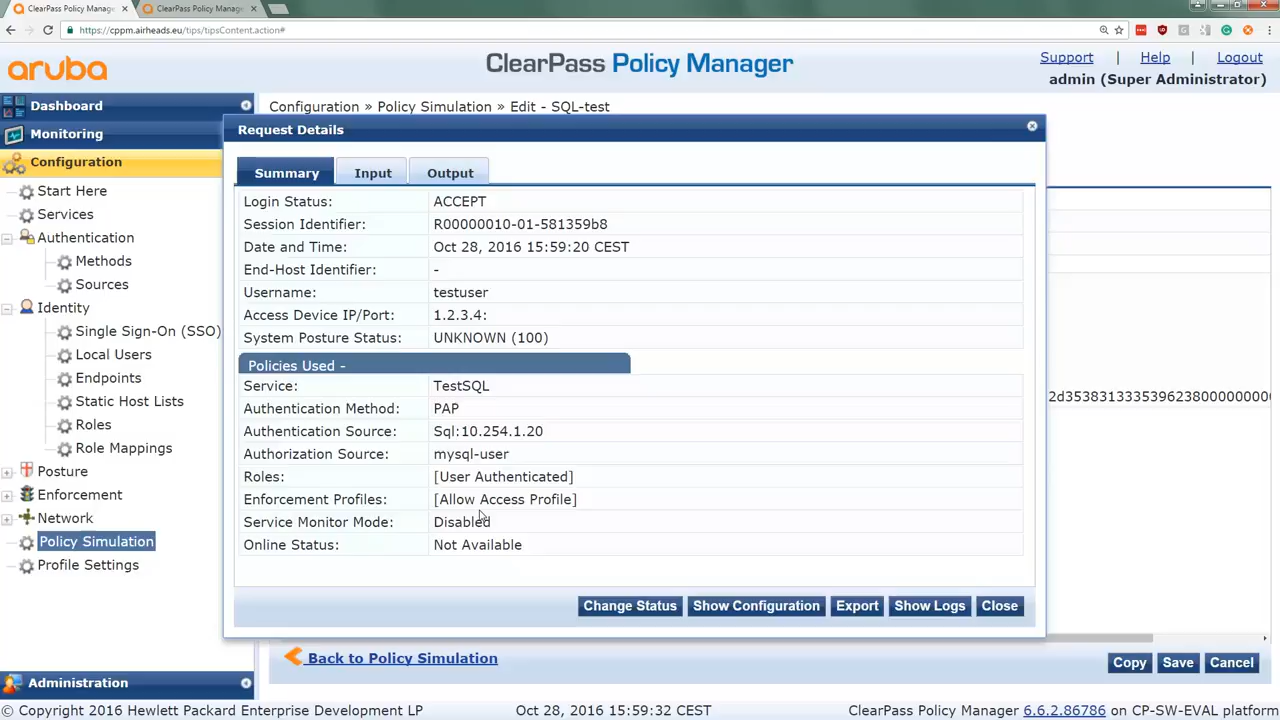 ClearPass Policy Manag
ClearPass Policy Manag
https://cppm.airheads.eu/tips/tipsContent.action#
aruba
ClearPass Policy Manager
Support | Help | Logout
admin (Super Administrator)
Dashboard
Monitoring
Configuration
Start Here
Services
Authentication
Methods
Sources
Identity
Single Sign-On (SSO)
Local Users
Endpoints
Static Host Lists
Roles
Role Mappings
Posture
Enforcement
Network
Policy Simulation
Profile Settings
Administration
Configuration » Policy Simulation » Edit - SQL-test
Request Details
Summary Input Output
Login Status: ACCEPT
Session Identifier: R00000010-01-581359b8
Date and Time: Oct 28, 2016 15:59:20 CEST
End-Host Identifier: -
Username: testuser
Access Device IP/Port: 1.2.3.4:
System Posture Status: UNKNOWN (100)
Policies Used -
Service: TestSQL
Authentication Method: PAP
Authentication Source: Sql:10.254.1.20
Authorization Source: mysql-user
Roles: [User Authenticated]
Enforcement Profiles: [Allow Access Profile]
Service Monitor Mode: Disabled
Online Status: Not Available
Change Status Show Configuration Export Show Logs Close
2d35383133353962380000000
Back to Policy Simulation
Copy Save Cancel
© Copyright 2016 Hewlett Packard Enterprise Development LP Oct 28, 2016 15:59:32 CEST ClearPass Policy Manager 6.6.2.86786 on CP-SW-EVAL platform